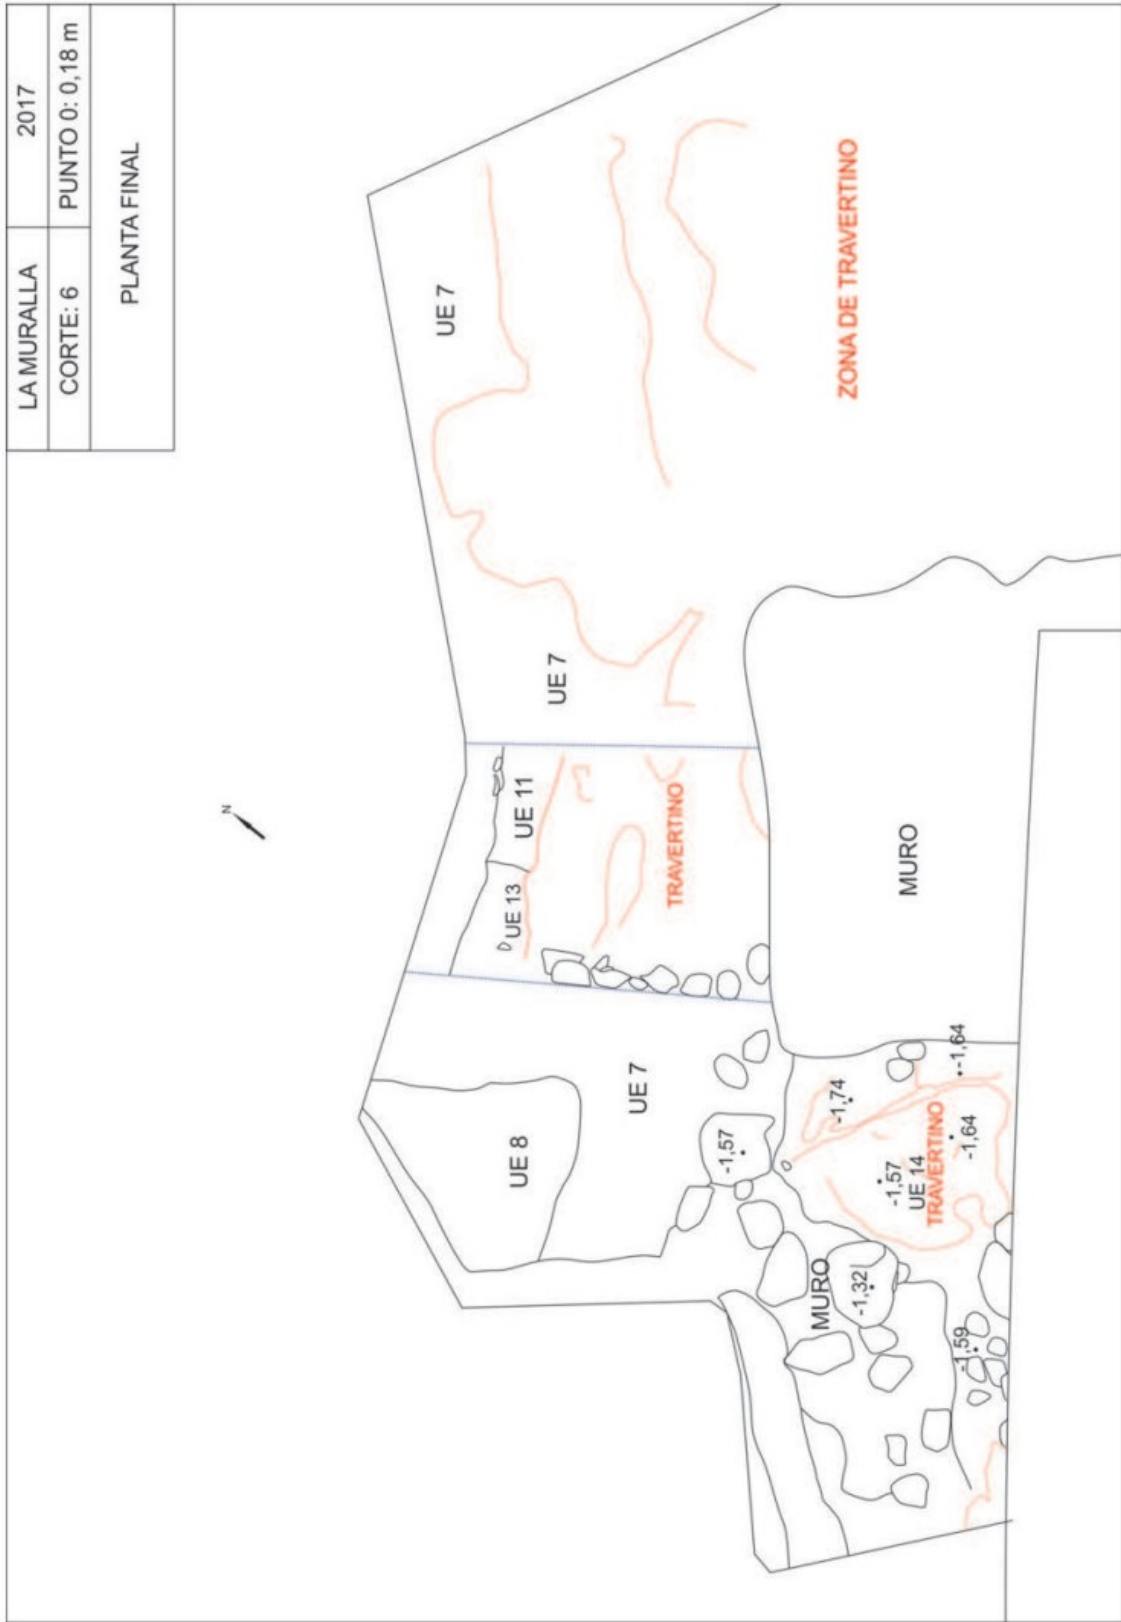 LA MURALLA
2017
CORTE: 6
PUNTO 0: 0,18 m
PLANTA FINAL
N
UE 8
UE 7
UE 13
UE 11
UE 7
UE 7
TRAVERTINO
ZONA DE TRAVERTINO
MURO
MURO
-1,57
-1,74
-1,64
-1,57
UE 14
TRAVERTINO
-1,64
-1,32
-1,59